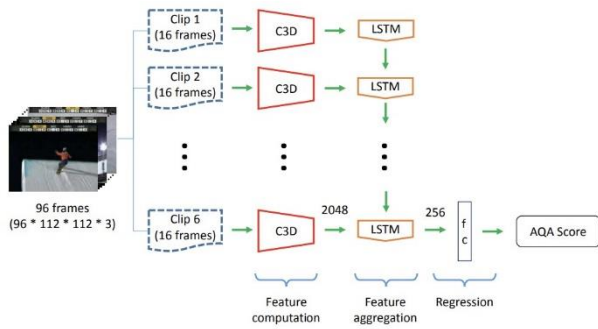 Clip 1
(16 frames)
C3D
LSTM
Clip 2
(16 frames)
C3D
LSTM
96 frames
(96 * 112 * 112 * 3)
Clip 6
(16 frames)
C3D
2048
LSTM
256
f
c
AQA Score
Feature
computation
Feature
aggregation
Regression